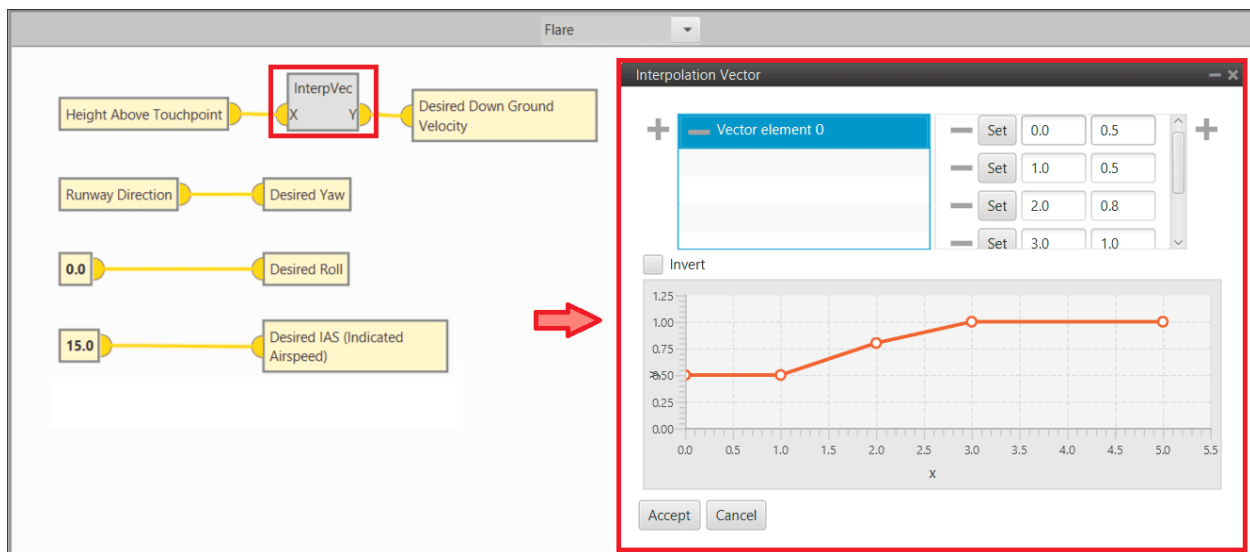 Flare
InterpVec
X Y
Height Above Touchpoint
Desired Down Ground
Velocity
Runway Direction
Desired Yaw
0.0
Desired Roll
15.0
Desired IAS (Indicated
Airspeed)
Interpolation Vector
Vector element 0
Set 0.0 0.5
Set 1.0 0.5
Set 2.0 0.8
Set 3.0 1.0
Invert
1.25
1.00
0.75
0.50
0.25
0.00
0.0 0.5 1.0 1.5 2.0 2.5 3.0 3.5 4.0 4.5 5.0 5.5
x
Accept Cancel